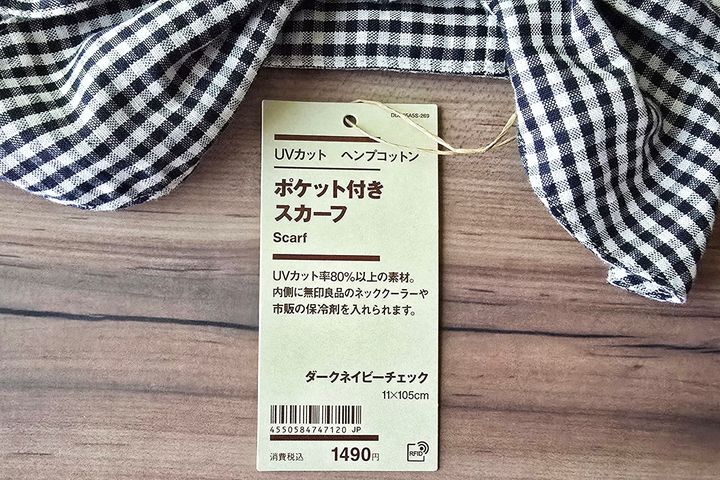 UVカット ヘンプコットン
ポケット付き
スカーフ
Scarf
UVカット率80%以上の素材。
内側に無印良品のネッククーラーや
市販の保冷剤を入れられます。
ダークネイビーチェック
11×105cm
4550584747120 JP
消費税込 1490円
RFID